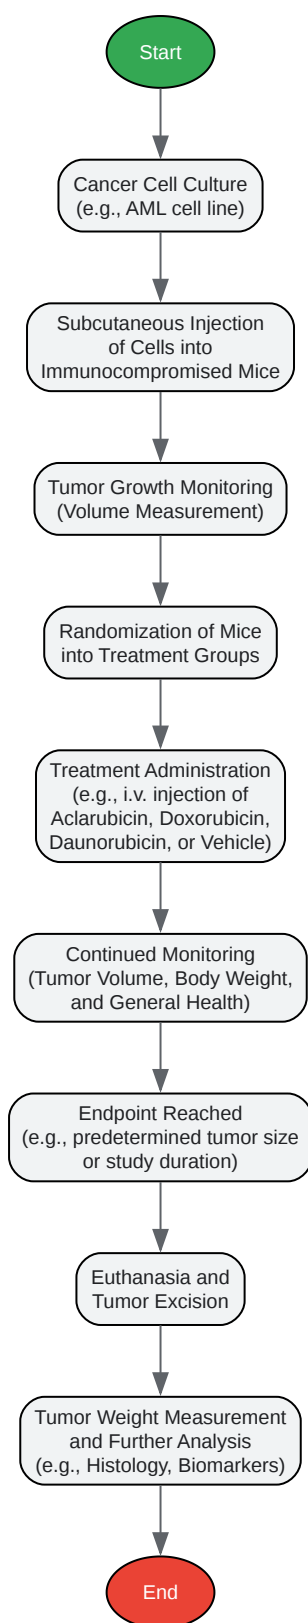 Start
Cancer Cell Culture
(e.g., AML cell line)
Subcutaneous Injection
of Cells into
Immunocompromised Mice
Tumor Growth Monitoring
(Volume Measurement)
Randomization of Mice
into Treatment Groups
Treatment Administration
(e.g., i.v. injection of
Aclarubicin, Doxorubicin,
Daunorubicin, or Vehicle)
Continued Monitoring
(Tumor Volume, Body Weight,
and General Health)
Endpoint Reached
(e.g., predetermined tumor size
or study duration)
Euthanasia and
Tumor Excision
Tumor Weight Measurement
and Further Analysis
(e.g., Histology, Biomarkers)
End